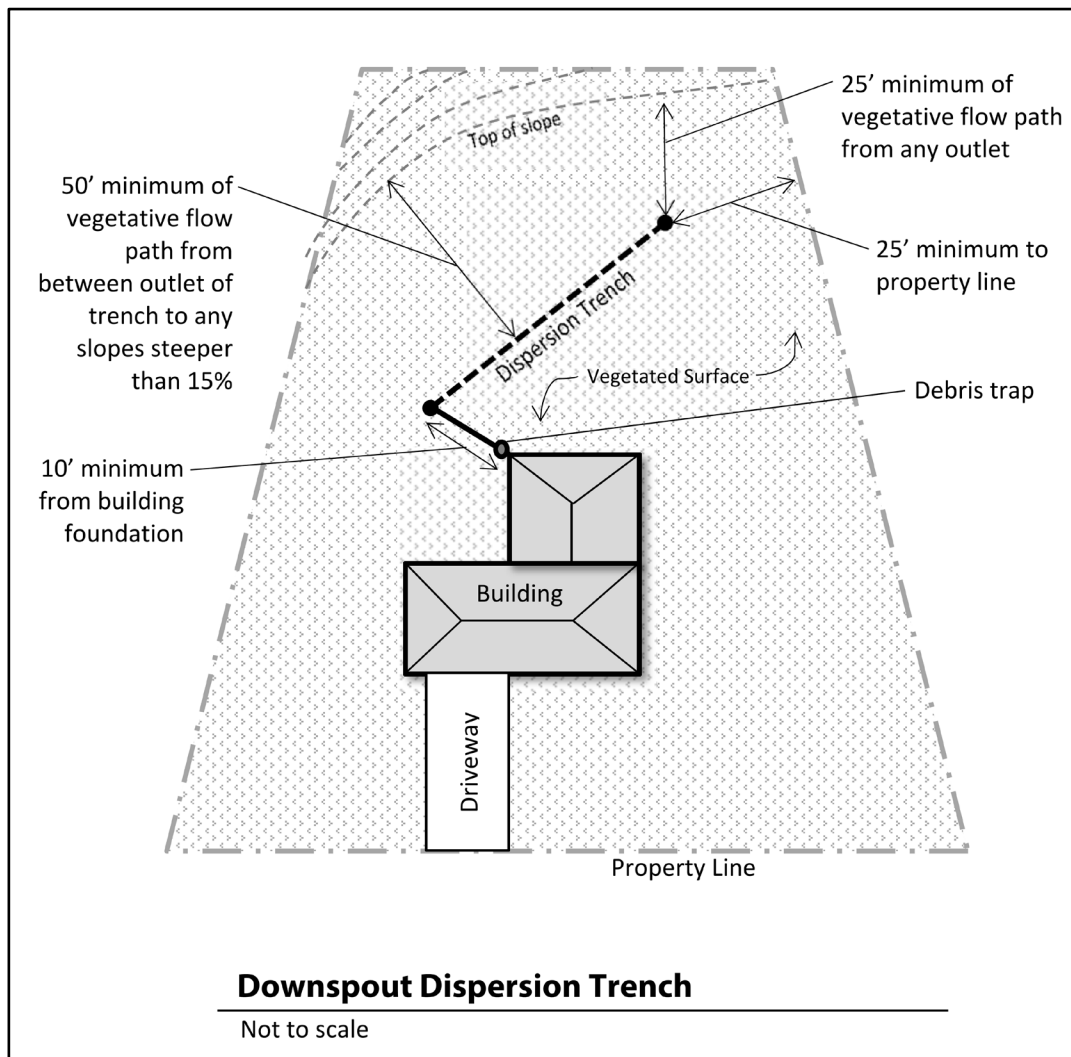 25’ minimum of
vegetative flow path
from any outlet
Top of slope
50’ minimum of
vegetative flow
path from
between outlet of
trench to any
slopes steeper
than 15%
25’ minimum to
property line
Dispersion Trench
Vegetated Surface
Debris trap
10’ minimum
from building
foundation
Building
Driveway
Property Line
Downspout Dispersion Trench
Not to scale